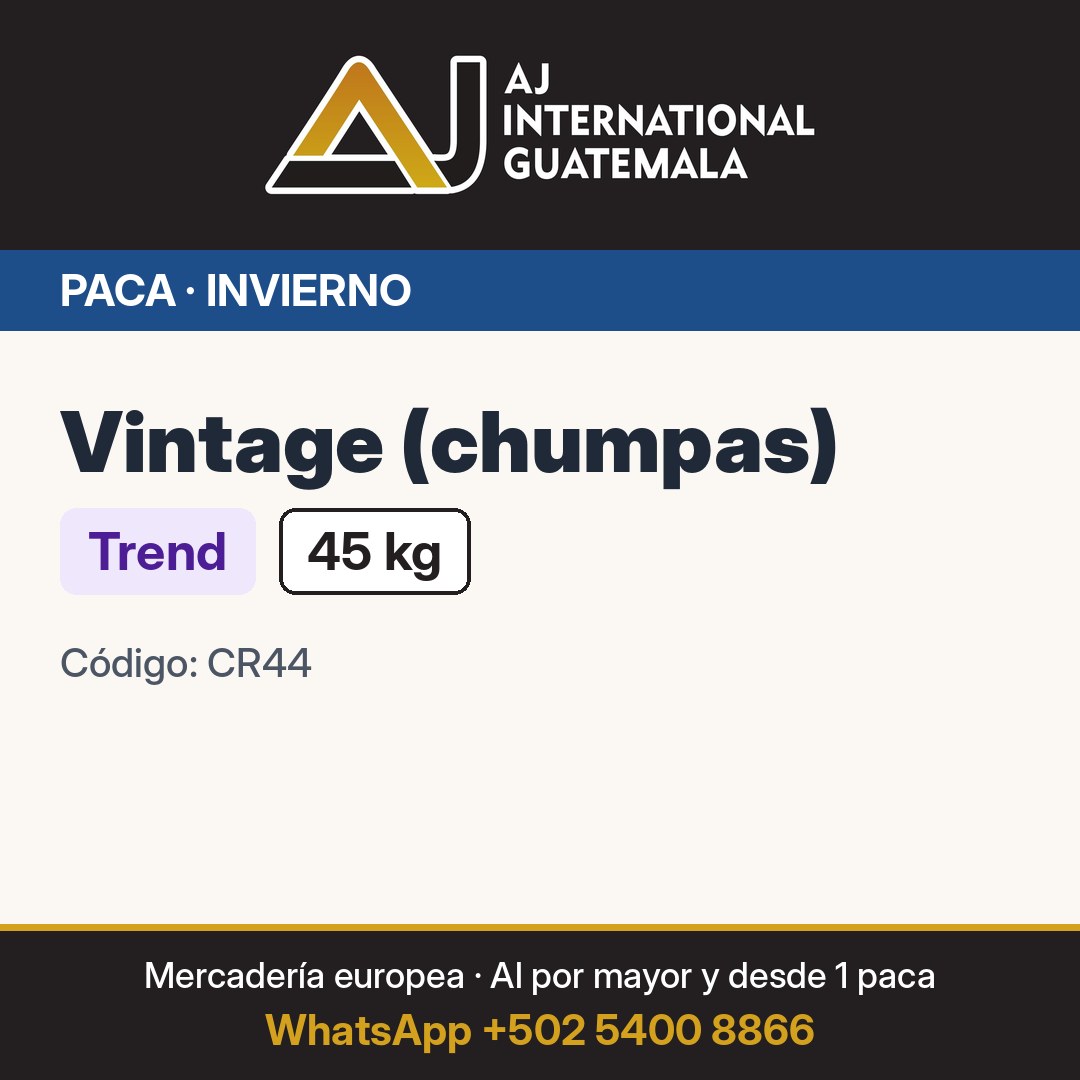 AJ
AJ
INTERNATIONAL
GUATEMALA
PACA · INVIERNO
Vintage (chumpas)
Trend
45 kg
Código: CR44
Mercadería europea · Al por mayor y desde 1 paca
WhatsApp +502 5400 8866